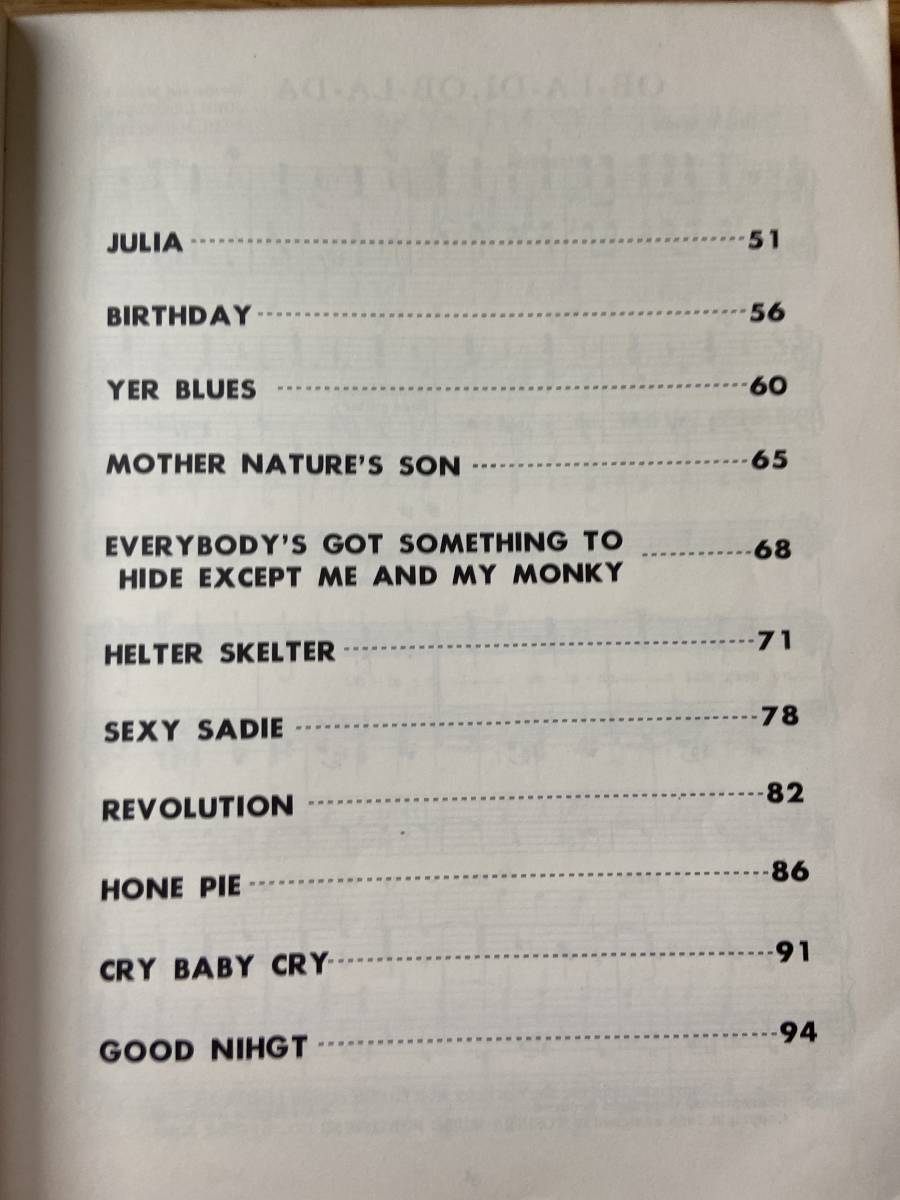 JULIA 51
BIRTHDAY 56
YER BLUES 60
MOTHER NATURE'S SON 65
EVERYBODY'S GOT SOMETHING TO
HIDE EXCEPT ME AND MY MONKY 68
HELTER SKELTER 71
SEXY SADIE 78
REVOLUTION 82
HONE PIE 86
CRY BABY CRY 91
GOOD NIHGT 94